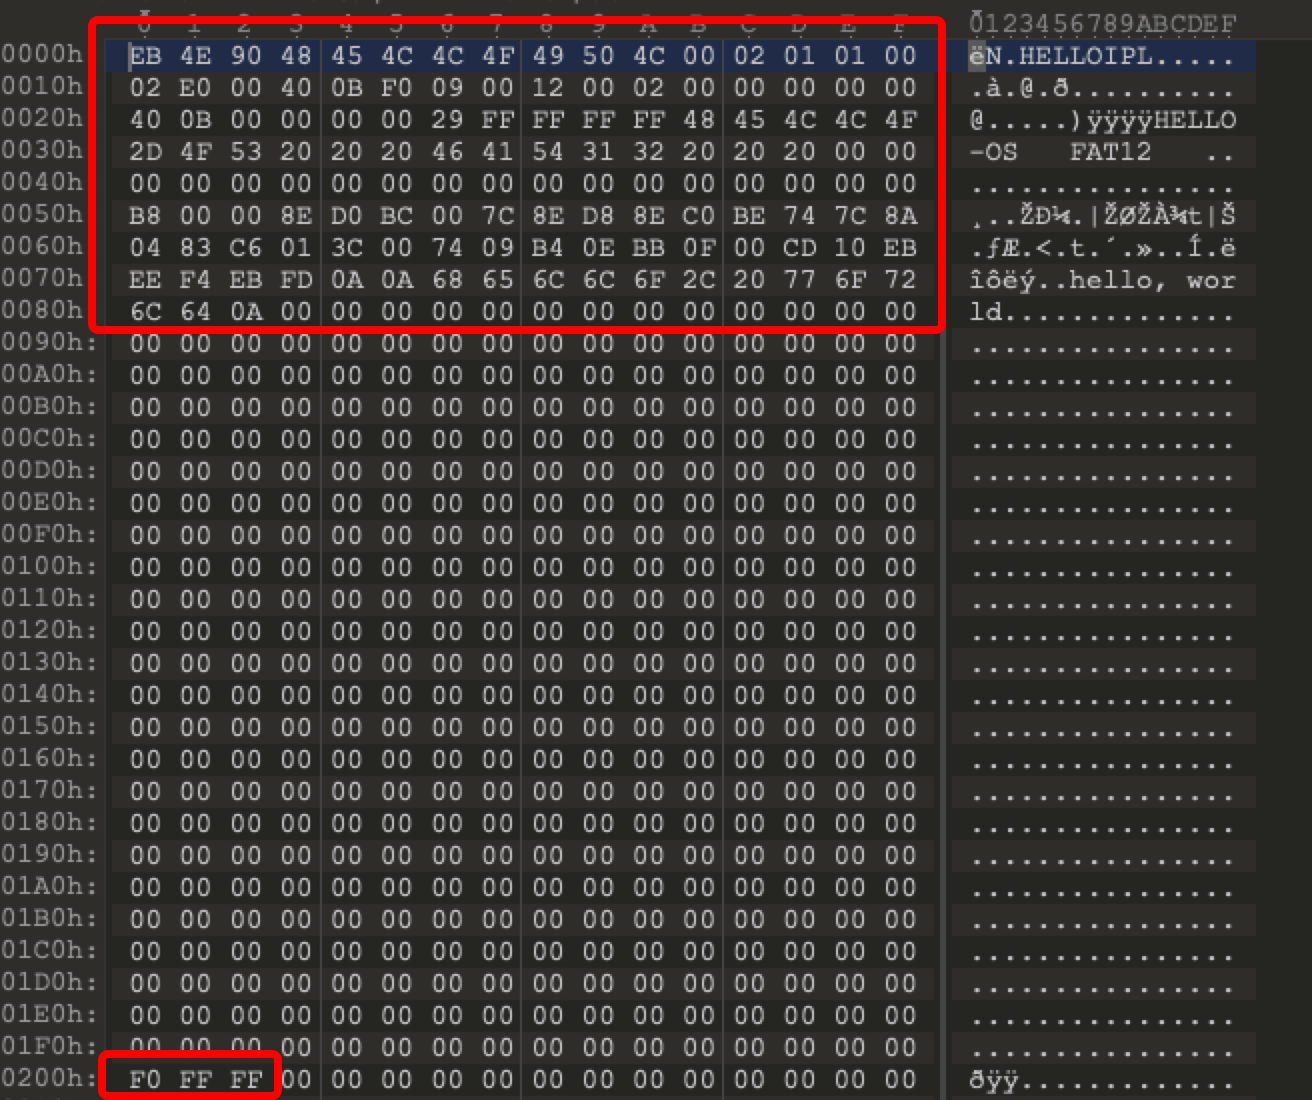 0 1 2 3 4 5 6 7 8 9 A B C D E F 0123456789ABCDEF
0000h EB 4E 90 48 45 4C 4C 4F 49 50 4C 00 02 01 01 00 ëN.HELLOIPL.....
0010h 02 E0 00 40 0B F0 09 00 12 00 02 00 00 00 00 00 .à.@.ð..........
0020h 40 0B 00 00 00 00 29 FF FF FF FF 48 45 4C 4C 4F @.....)ÿÿÿÿHELLO
0030h 2D 4F 53 20 20 20 46 41 54 31 32 20 20 20 00 00 -OS   FAT12   ..
0040h 00 00 00 00 00 00 00 00 00 00 00 00 00 00 00 00 ................
0050h B8 00 00 8E D0 BC 00 7C 8E D8 8E C0 BE 74 7C 8A ¸..ŽÐ¼.|ŽØŽÀ¾t|Š
0060h 04 83 C6 01 3C 00 74 09 B4 0E BB 0F 00 CD 10 EB .ƒÆ.<.t.´.»..Í.ë
0070h EE F4 EB FD 0A 0A 68 65 6C 6C 6F 2C 20 77 6F 72 îôëý..hello, wor
0080h 6C 64 0A 00 00 00 00 00 00 00 00 00 00 00 00 00 ld..............
0090h: 00 00 00 00 00 00 00 00 00 00 00 00 00 00 00 00 ................
00A0h: 00 00 00 00 00 00 00 00 00 00 00 00 00 00 00 00 ................
00B0h: 00 00 00 00 00 00 00 00 00 00 00 00 00 00 00 00 ................
00C0h: 00 00 00 00 00 00 00 00 00 00 00 00 00 00 00 00 ................
00D0h: 00 00 00 00 00 00 00 00 00 00 00 00 00 00 00 00 ................
00E0h: 00 00 00 00 00 00 00 00 00 00 00 00 00 00 00 00 ................
00F0h: 00 00 00 00 00 00 00 00 00 00 00 00 00 00 00 00 ................
0100h: 00 00 00 00 00 00 00 00 00 00 00 00 00 00 00 00 ................
0110h: 00 00 00 00 00 00 00 00 00 00 00 00 00 00 00 00 ................
0120h: 00 00 00 00 00 00 00 00 00 00 00 00 00 00 00 00 ................
0130h: 00 00 00 00 00 00 00 00 00 00 00 00 00 00 00 00 ................
0140h: 00 00 00 00 00 00 00 00 00 00 00 00 00 00 00 00 ................
0150h: 00 00 00 00 00 00 00 00 00 00 00 00 00 00 00 00 ................
0160h: 00 00 00 00 00 00 00 00 00 00 00 00 00 00 00 00 ................
0170h: 00 00 00 00 00 00 00 00 00 00 00 00 00 00 00 00 ................
0180h: 00 00 00 00 00 00 00 00 00 00 00 00 00 00 00 00 ................
0190h: 00 00 00 00 00 00 00 00 00 00 00 00 00 00 00 00 ................
01A0h: 00 00 00 00 00 00 00 00 00 00 00 00 00 00 00 00 ................
01B0h: 00 00 00 00 00 00 00 00 00 00 00 00 00 00 00 00 ................
01C0h: 00 00 00 00 00 00 00 00 00 00 00 00 00 00 00 00 ................
01D0h: 00 00 00 00 00 00 00 00 00 00 00 00 00 00 00 00 ................
01E0h: 00 00 00 00 00 00 00 00 00 00 00 00 00 00 00 00 ................
01F0h: 00 00 00 00 00 00 00 00 00 00 00 00 00 00 00 00 ................
0200h: F0 FF FF 00 00 00 00 00 00 00 00 00 00 00 00 00 ðÿÿ.............